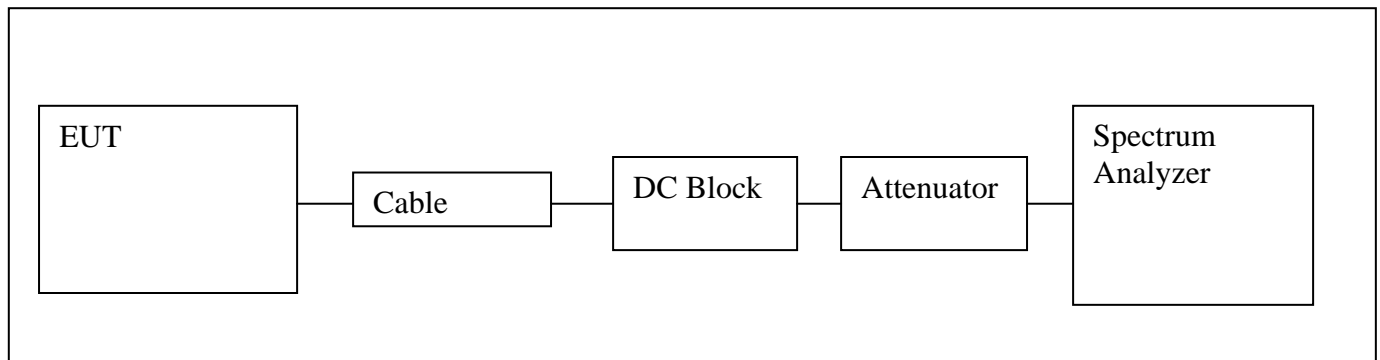 EUT
Cable
DC Block
Attenuator
Spectrum
Analyzer